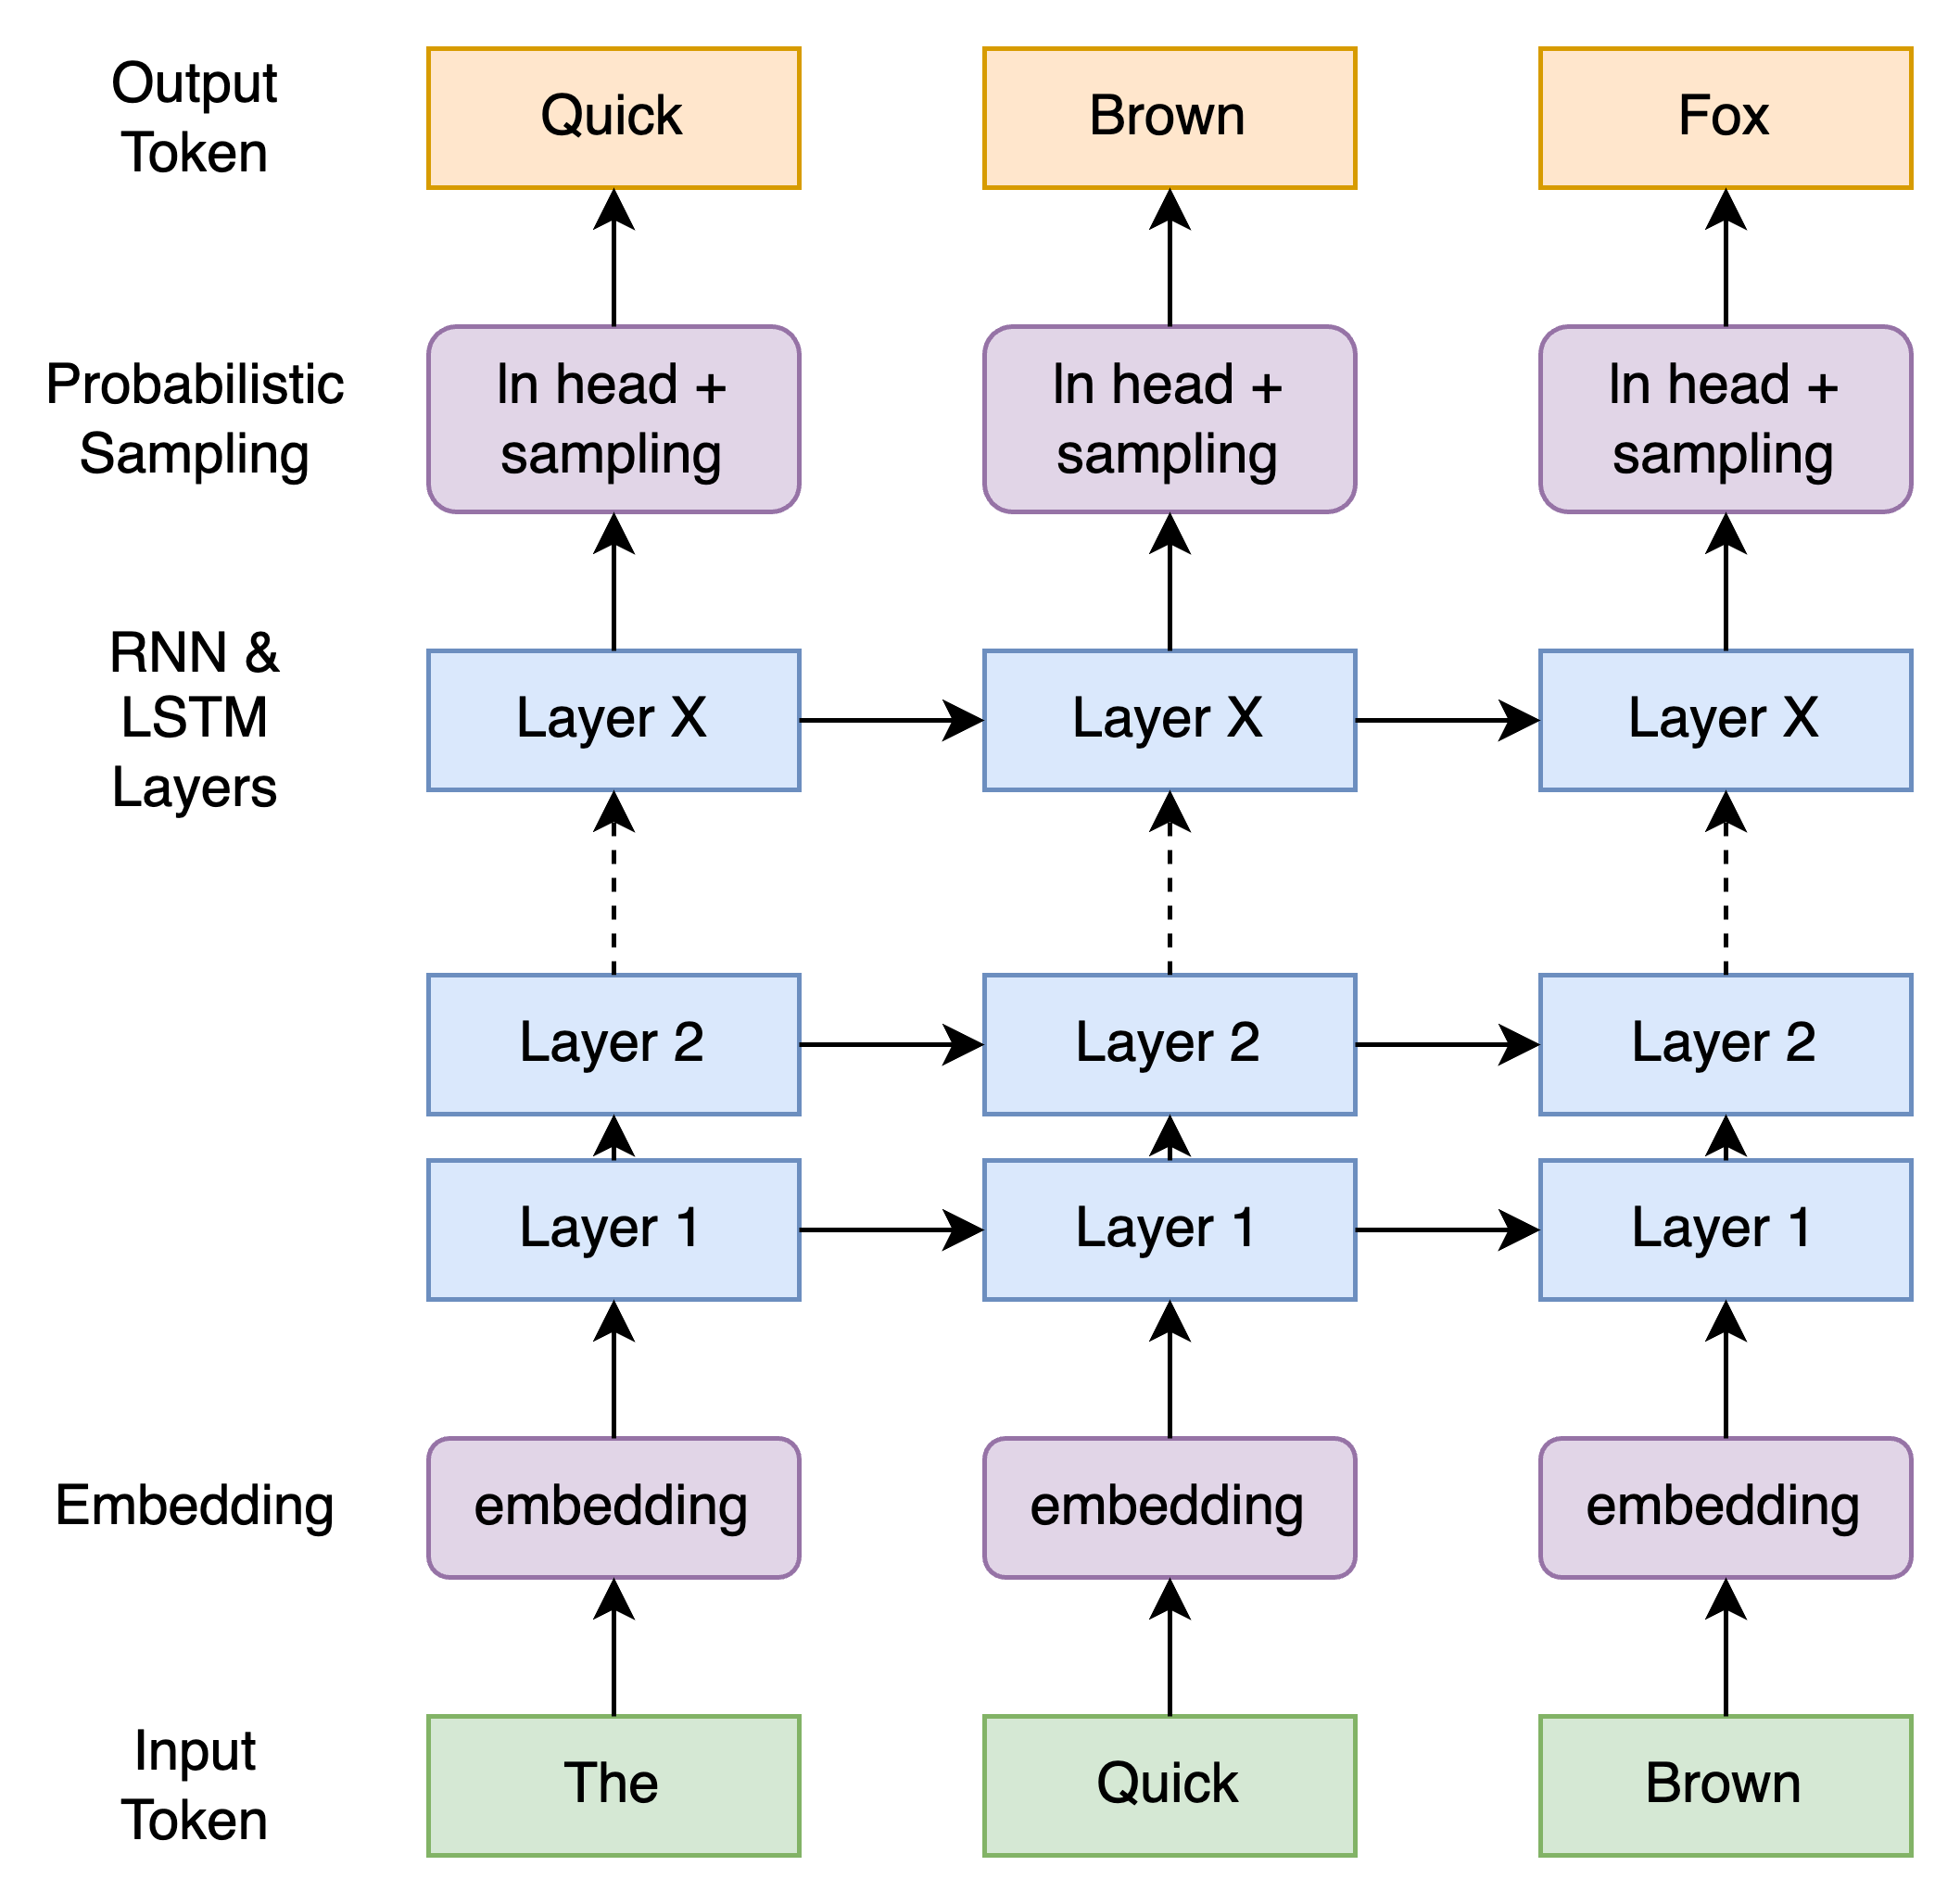 Output
Token
Quick
Brown
Fox
Probabilistic
Sampling
In head +
sampling
In head +
sampling
In head +
sampling
RNN &
LSTM
Layers
Layer X
Layer X
Layer X
Layer 2
Layer 2
Layer 2
Layer 1
Layer 1
Layer 1
Embedding
embedding
embedding
embedding
Input
Token
The
Quick
Brown